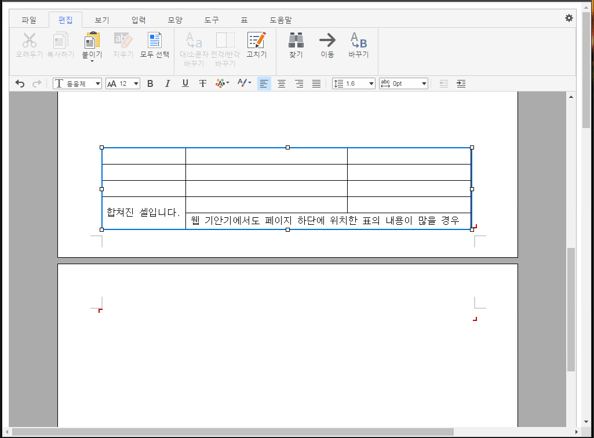 파일 편집 보기 입력 모양 도구 표 도움말
오려두기 복사하기 붙이기 지우기 모두 선택 대/소문자 바꾸기 전각/반각 바꾸기 고치기 찾기 이동 바꾸기
돋움체 12 B I U 1.6 0pt
합쳐진 셀입니다.
웹 기안기에서도 페이지 하단에 위치한 표의 내용이 많을 경우